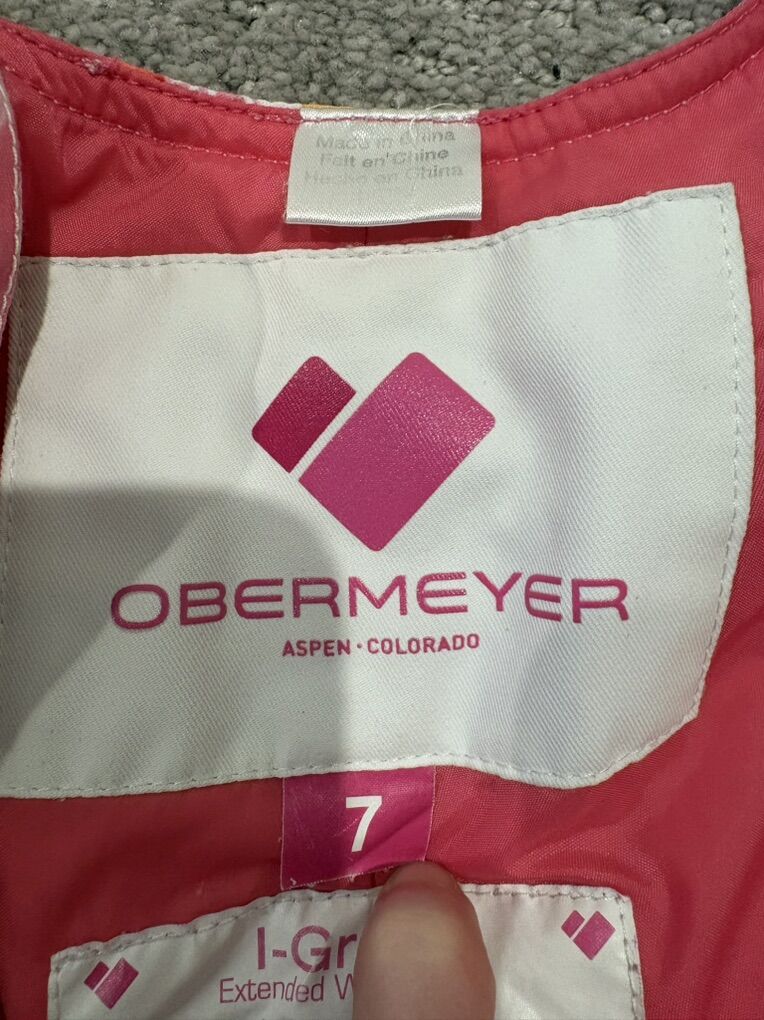 Made in China
Fait en Chine
Hecho en China
OBERMEYER
ASPEN · COLORADO
7
I-Gr
Extended W